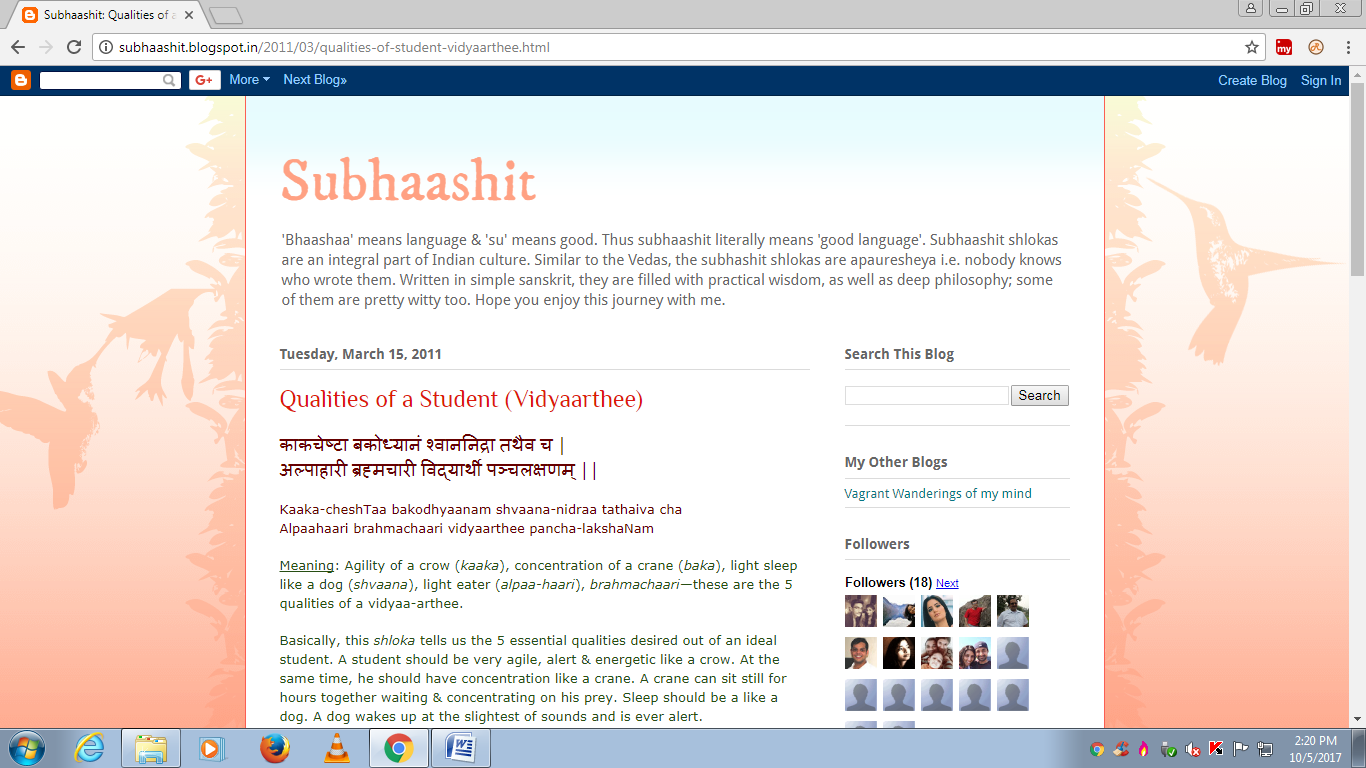 Subhaashit: Qualities of a
subhaashit.blogspot.in/2011/03/qualities-of-student-vidyaarthee.html
my
G+ More Next Blog» Create Blog Sign In
Subhaashit
'Bhaashaa' means language & 'su' means good. Thus subhaashit literally means 'good language'. Subhaashit shlokas
are an integral part of Indian culture. Similar to the Vedas, the subhashit shlokas are apauresheya i.e. nobody knows
who wrote them. Written in simple sanskrit, they are filled with practical wisdom, as well as deep philosophy; some
of them are pretty witty too. Hope you enjoy this journey with me.
Tuesday, March 15, 2011
Qualities of a Student (Vidyaarthee)
काकचेष्टा बकोध्यानं श्वाननिद्रा तथैव च |
अल्पाहारी ब्रह्मचारी विद्यार्थी पञ्चलक्षणम् ||
Kaaka-cheshTaa bakodhyaanam shvaana-nidraa tathaiva cha
Alpaahaari brahmachaari vidyaarthee pancha-lakshaNam
Meaning: Agility of a crow (kaaka), concentration of a crane (baka), light sleep
like a dog (shvaana), light eater (alpaa-haari), brahmachaari—these are the 5
qualities of a vidyaa-arthee.
Basically, this shloka tells us the 5 essential qualities desired out of an ideal
student. A student should be very agile, alert & energetic like a crow. At the
same time, he should have concentration like a crane. A crane can sit still for
hours together waiting & concentrating on his prey. Sleep should be a like a
dog. A dog wakes up at the slightest of sounds and is ever alert.
Search This Blog
Search
My Other Blogs
Vagrant Wanderings of my mind
Followers
Followers (18) Next
2:20 PM
10/5/2017